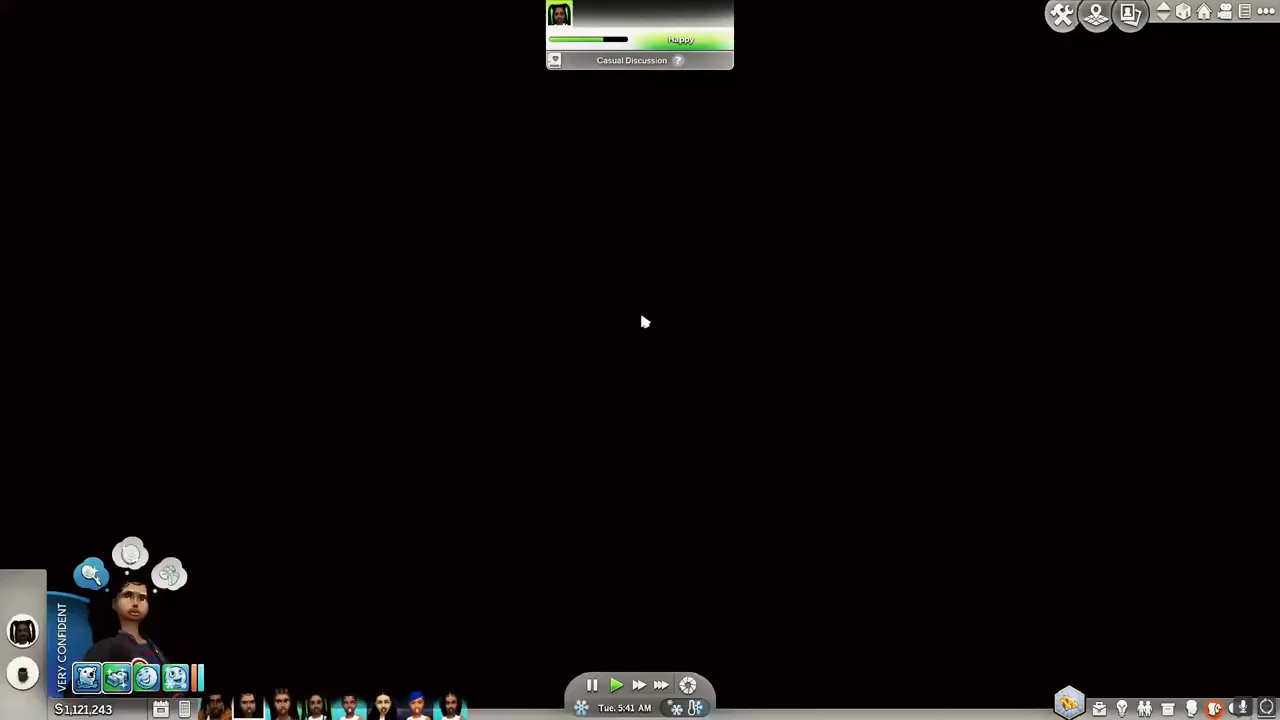 Happy
Casual Discussion ?
VERY CONFIDENT
$1,121,243
Tue. 5:41 AM